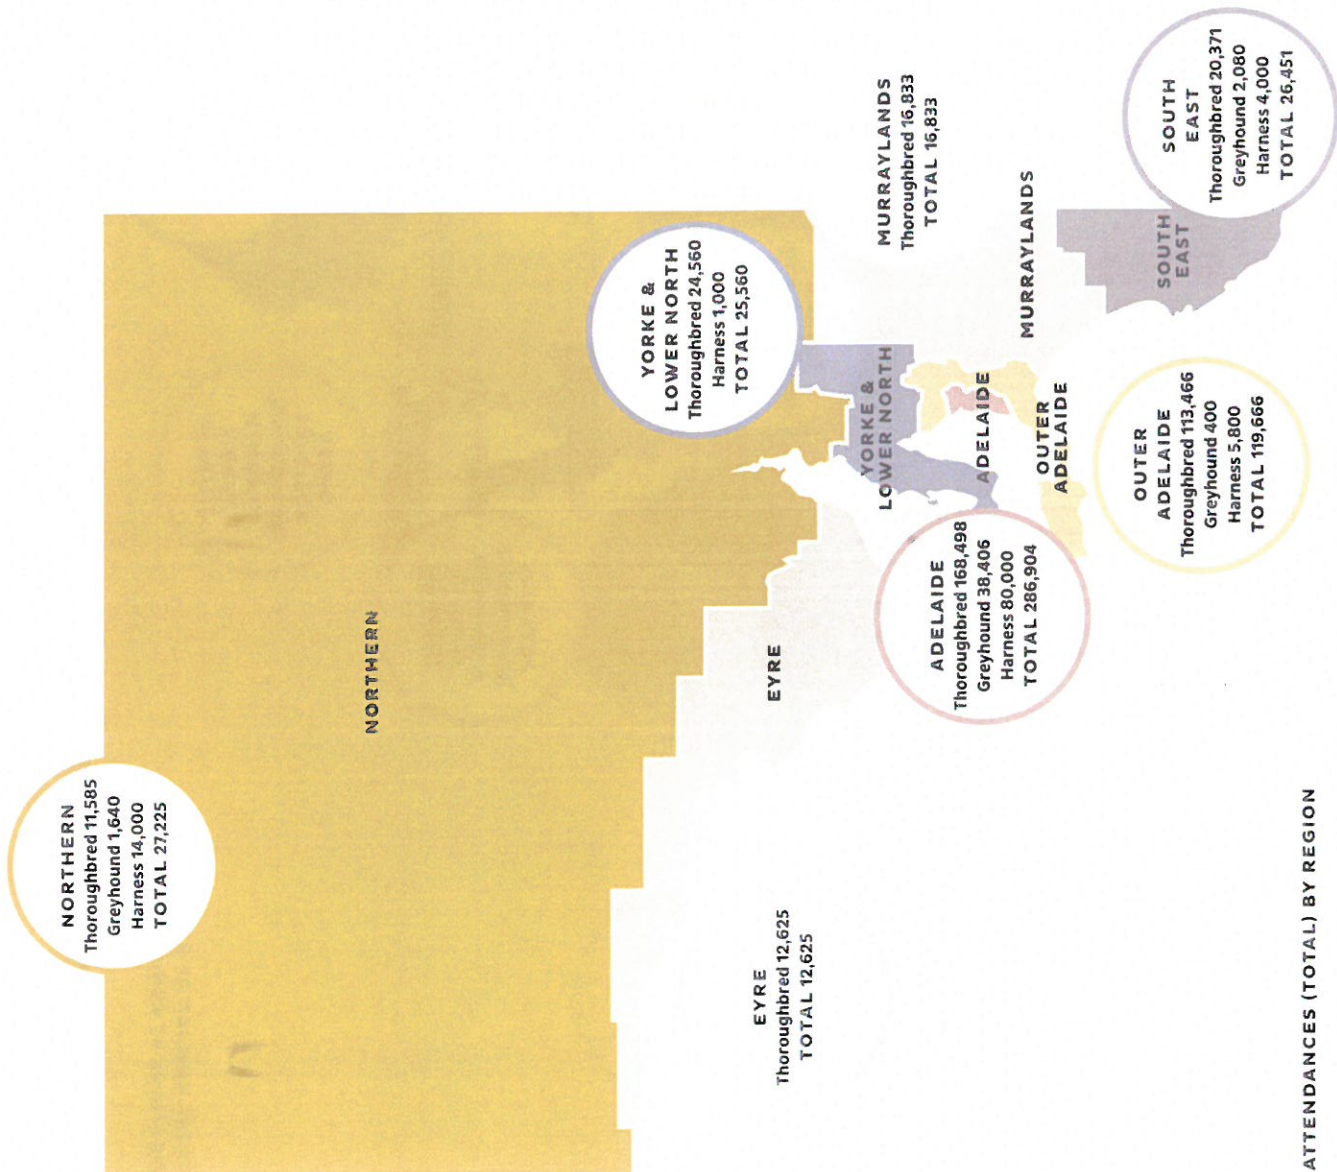 NORTHERN
Thoroughbred 11,585
Greyhound 1,640
Harness 14,000
TOTAL 27,225
NORTHERN
EYRE
Thoroughbred 12,625
TOTAL 12,625
EYRE
YORKE &
LOWER NORTH
Thoroughbred 24,560
Harness 1,000
TOTAL 25,560
YORKE &
LOWER NORTH
MURRAYLANDS
Thoroughbred 16,833
TOTAL 16,833
MURRAYLANDS
ADELAIDE
Thoroughbred 168,498
Greyhound 38,406
Harness 80,000
TOTAL 286,904
ADELAIDE
OUTER
ADELAIDE
OUTER
ADELAIDE
Thoroughbred 113,466
Greyhound 400
Harness 5,800
TOTAL 119,666
SOUTH
EAST
SOUTH
EAST
Thoroughbred 20,371
Greyhound 2,080
Harness 4,000
TOTAL 26,451
ATTENDANCES (TOTAL) BY REGION